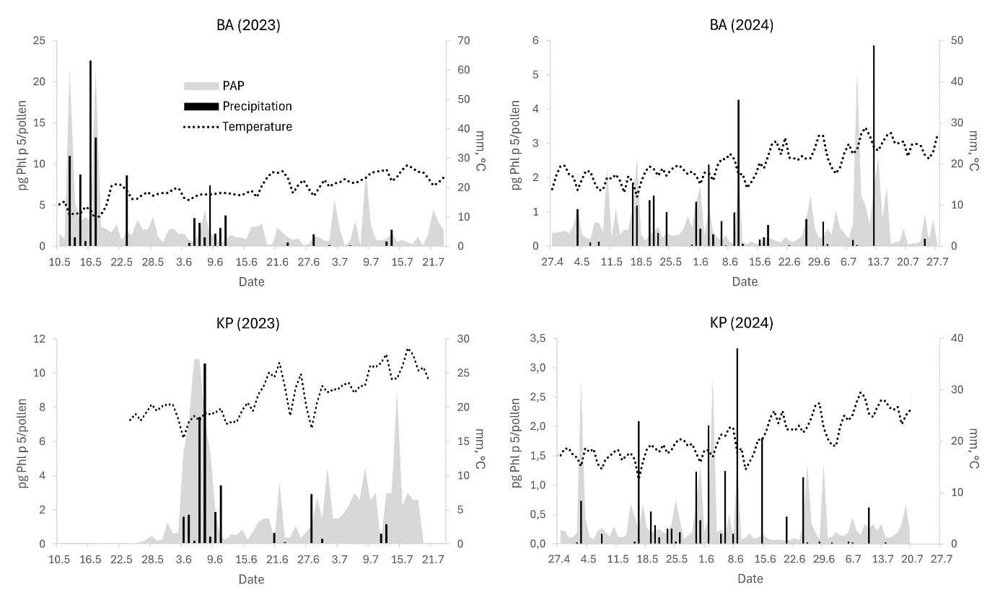 BA (2023)
25
20
15
10
5
0
70
60
50
40
30
20
10
0
pg Phl p 5/pollen
mm, °C
PAP
Precipitation
Temperature
10.5 16.5 22.5 28.5 3.6 9.6 15.6 21.6 27.6 3.7 9.7 15.7 21.7
Date
BA (2024)
6
5
4
3
2
1
0
50
40
30
20
10
0
pg Phl p 5/pollen
mm, °C
27.4 4.5 11.5 18.5 25.5 1.6 8.6 15.6 22.6 29.6 6.7 13.7 20.7 27.7
Date
KP (2023)
12
10
8
6
4
2
0
30
25
20
15
10
5
0
pg Phl p 5/pollen
mm, °C
10.5 16.5 22.5 28.5 3.6 9.6 15.6 21.6 27.6 3.7 9.7 15.7 21.7
Date
KP (2024)
3,5
3,0
2,5
2,0
1,5
1,0
0,5
0,0
40
30
20
10
0
pg Phl p 5/pollen
mm, °C
27.4 4.5 11.5 18.5 25.5 1.6 8.6 15.6 22.6 29.6 6.7 13.7 20.7 27.7
Date